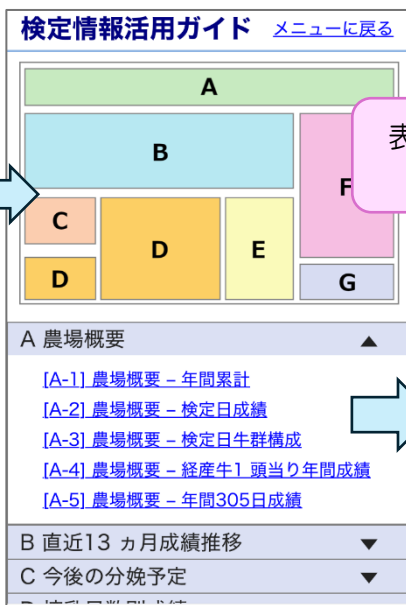 検定情報活用ガイド メニューに戻る
A
B
表
F
C
D
E
D
G
A 農場概要 ▲
[A-1] 農場概要 – 年間累計
[A-2] 農場概要 – 検定日成績
[A-3] 農場概要 – 検定日牛群構成
[A-4] 農場概要 – 経産牛1 頭当り年間成績
[A-5] 農場概要 – 年間305日成績
B 直近13 ヵ月成績推移 ▼
C 今後の分娩予定 ▼